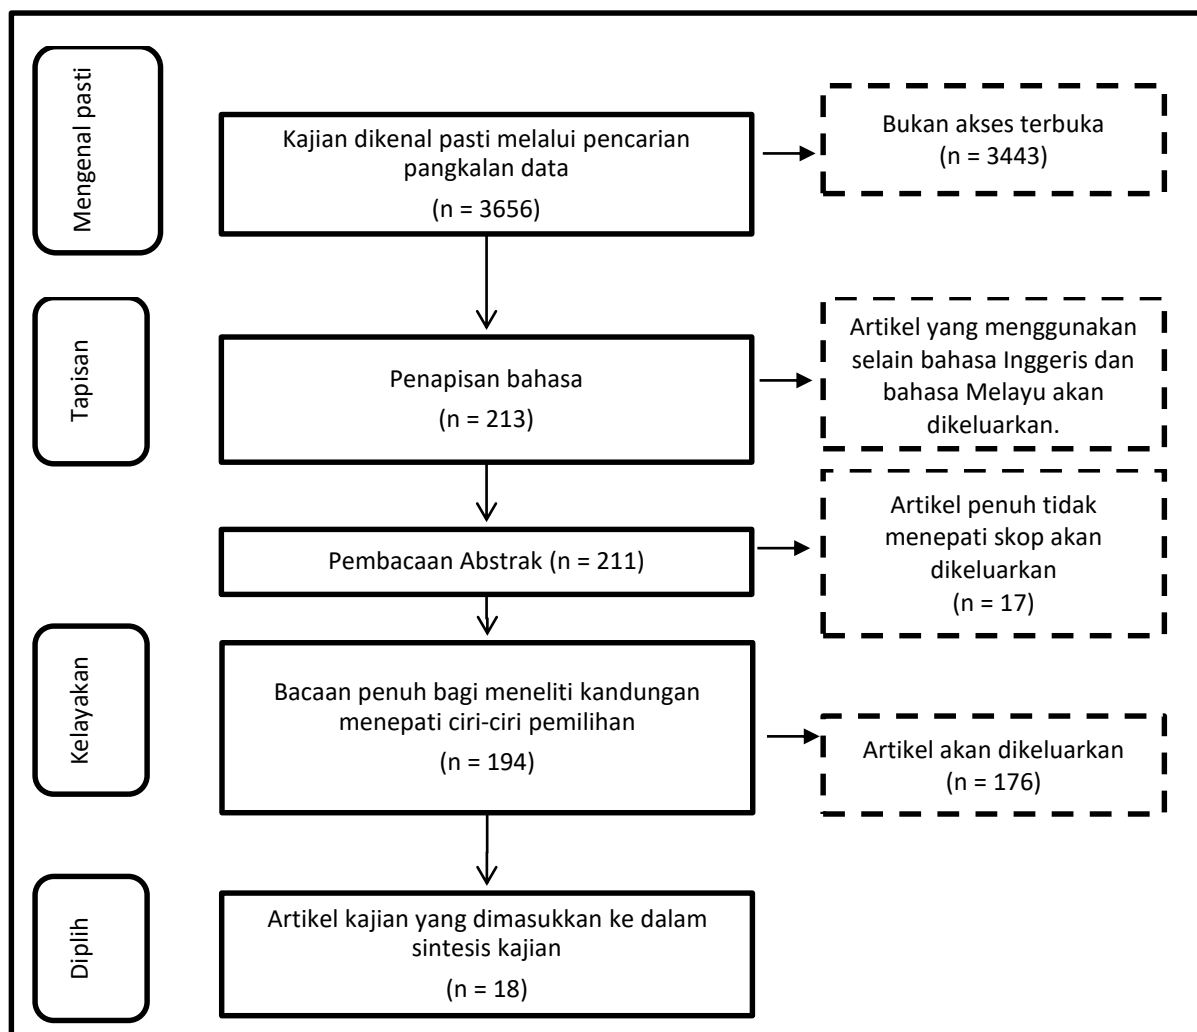 Mengenal pasti
Kajian dikenal pasti melalui pencarian
pangkalan data
(n = 3656)
Bukan akses terbuka
(n = 3443)
Tapisan
Penapisan bahasa
(n = 213)
Artikel yang menggunakan
selain bahasa Inggeris dan
bahasa Melayu akan
dikeluarkan.
Pembacaan Abstrak (n = 211)
Artikel penuh tidak
menepati skop akan
dikeluarkan
(n = 17)
Kelayakan
Bacaan penuh bagi meneliti kandungan
menepati ciri-ciri pemilihan
(n = 194)
Artikel akan dikeluarkan
(n = 176)
Diplih
Artikel kajian yang dimasukkan ke dalam
sintesis kajian
(n = 18)